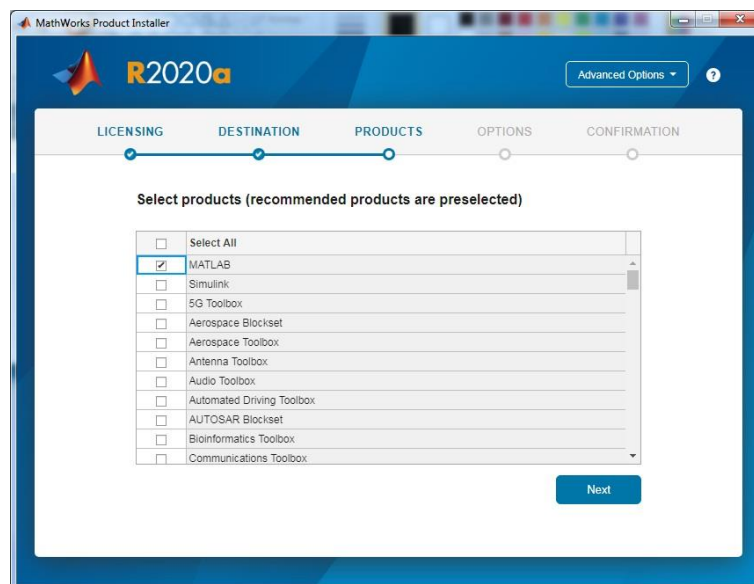 MathWorks Product Installer
R2020a
Advanced Options
?
LICENSING DESTINATION PRODUCTS OPTIONS CONFIRMATION
Select products (recommended products are preselected)
Select All
MATLAB
Simulink
5G Toolbox
Aerospace Blockset
Aerospace Toolbox
Antenna Toolbox
Audio Toolbox
Automated Driving Toolbox
AUTOSAR Blockset
Bioinformatics Toolbox
Communications Toolbox
Next